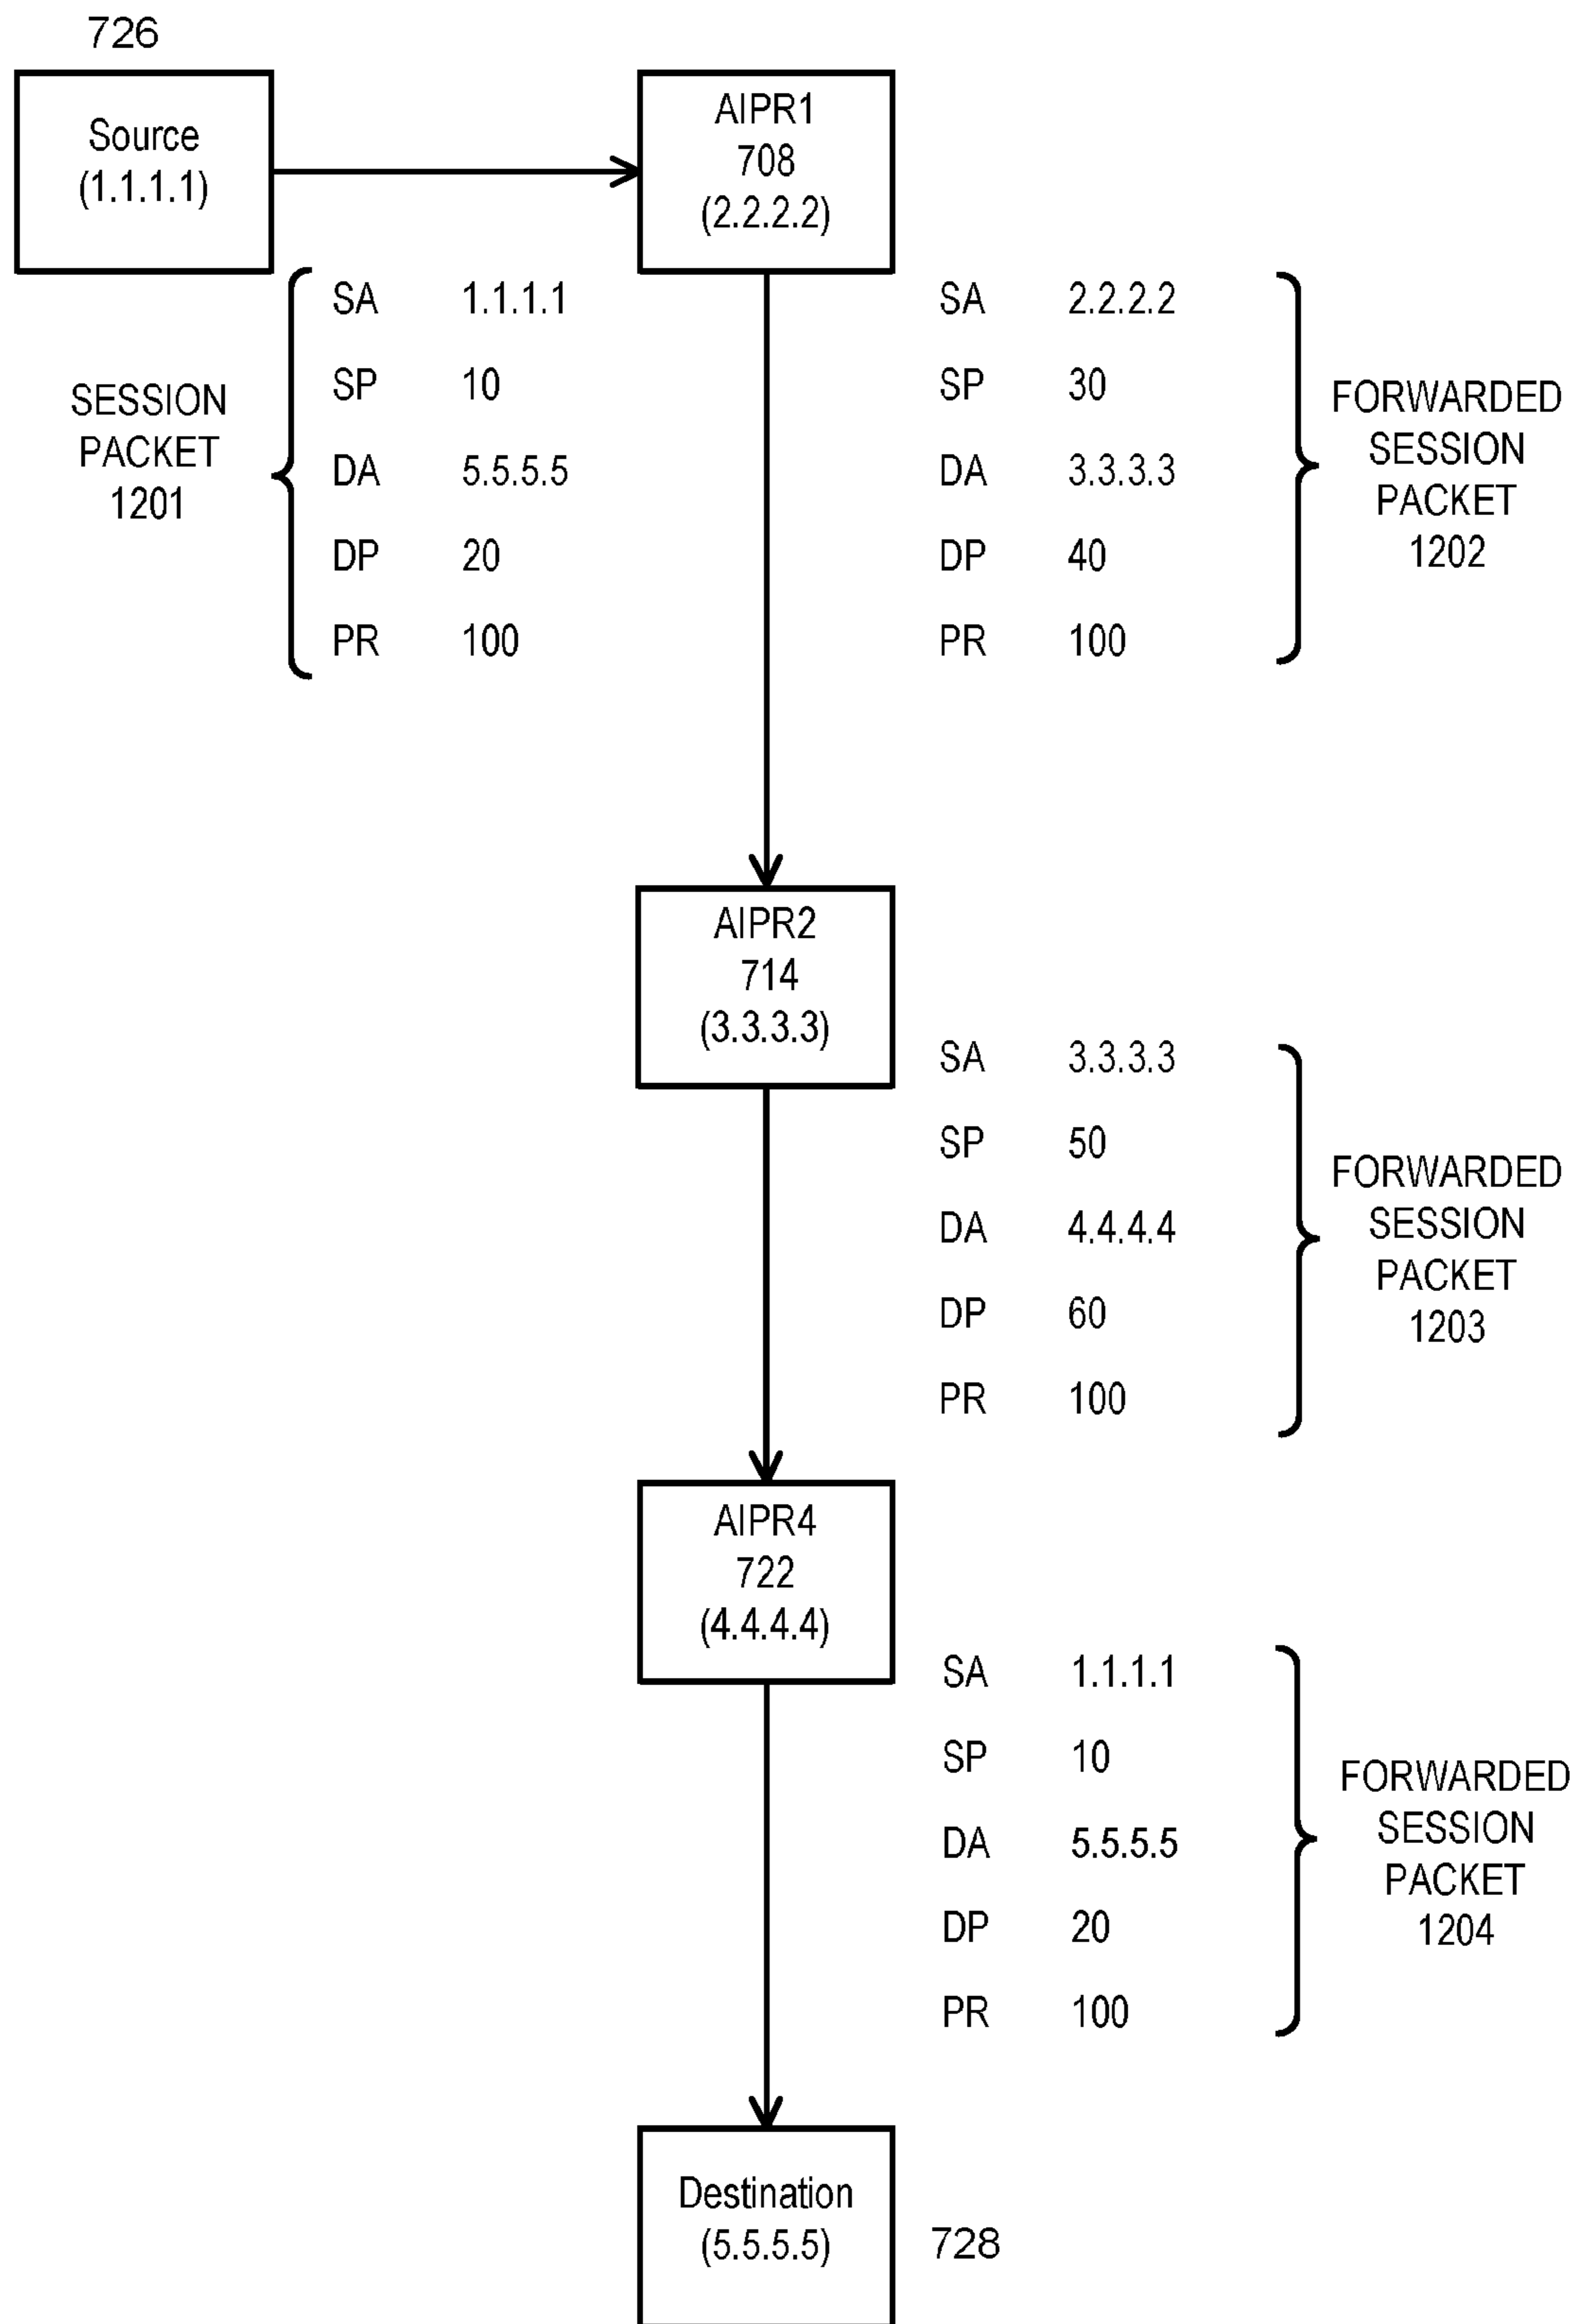 726
Source
(1.1.1.1)
AIPR1
708
(2.2.2.2)
SESSION
PACKET
1201
SA 1.1.1.1
SP 10
DA 5.5.5.5
DP 20
PR 100
SA 2.2.2.2
SP 30
DA 3.3.3.3
DP 40
PR 100
FORWARDED
SESSION
PACKET
1202
AIPR2
714
(3.3.3.3)
SA 3.3.3.3
SP 50
DA 4.4.4.4
DP 60
PR 100
FORWARDED
SESSION
PACKET
1203
AIPR4
722
(4.4.4.4)
SA 1.1.1.1
SP 10
DA 5.5.5.5
DP 20
PR 100
FORWARDED
SESSION
PACKET
1204
Destination
(5.5.5.5)
728